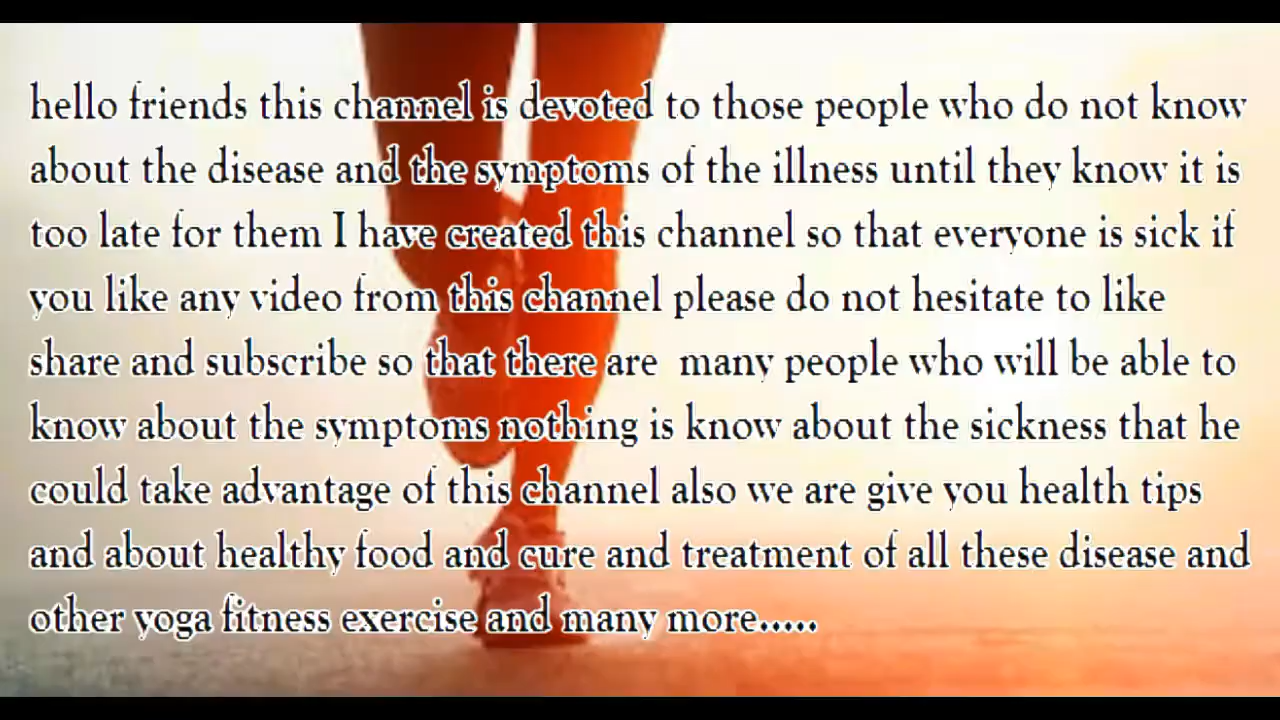 hello friends this channel is devoted to those people who do not know
about the disease and the symptoms of the illness until they know it is
too late for them I have created this channel so that everyone is sick if
you like any video from this channel please do not hesitate to like
share and subscribe so that there are many people who will be able to
know about the symptoms nothing is know about the sickness that he
could take advantage of this channel also we are give you health tips
and about healthy food and cure and treatment of all these disease and
other yoga fitness exercise and many more.....